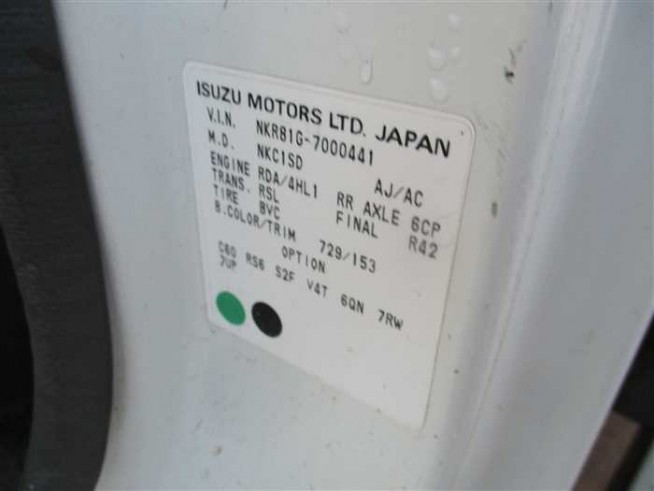 ISUZU MOTORS LTD. JAPAN
V.I.N. NKR81G-7000441
M.D. NKC1SD AJ/AC
ENGINE RDA/4HL1 RR AXLE 6CP
TRANS. RSL FINAL R42
TIRE BVC
B.COLOR/TRIM 729/153
OPTION
C60 RS6 S2F V4T 6QN 7RW
7UP